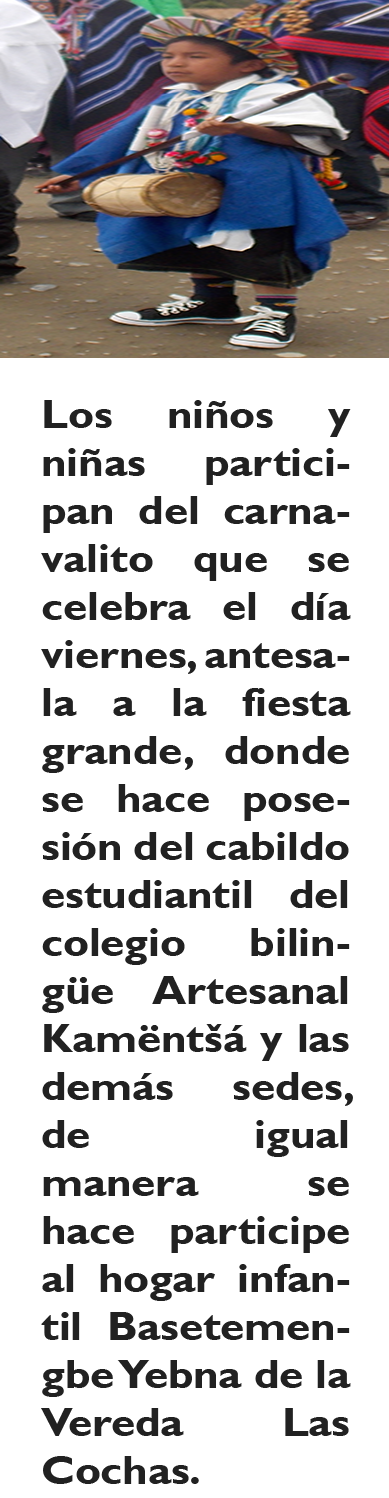 Los niños y
niñas partici-
pan del carna-
valito que se
celebra el día
viernes, antesa-
la a la fiesta
grande, donde
se hace pose-
sión del cabildo
estudiantil del
colegio bilin-
güe Artesanal
Kamëntšá y las
demás sedes,
de igual
manera se
hace participe
al hogar infan-
til Basetemen-
gbe Yebna de la
Vereda Las
Cochas.